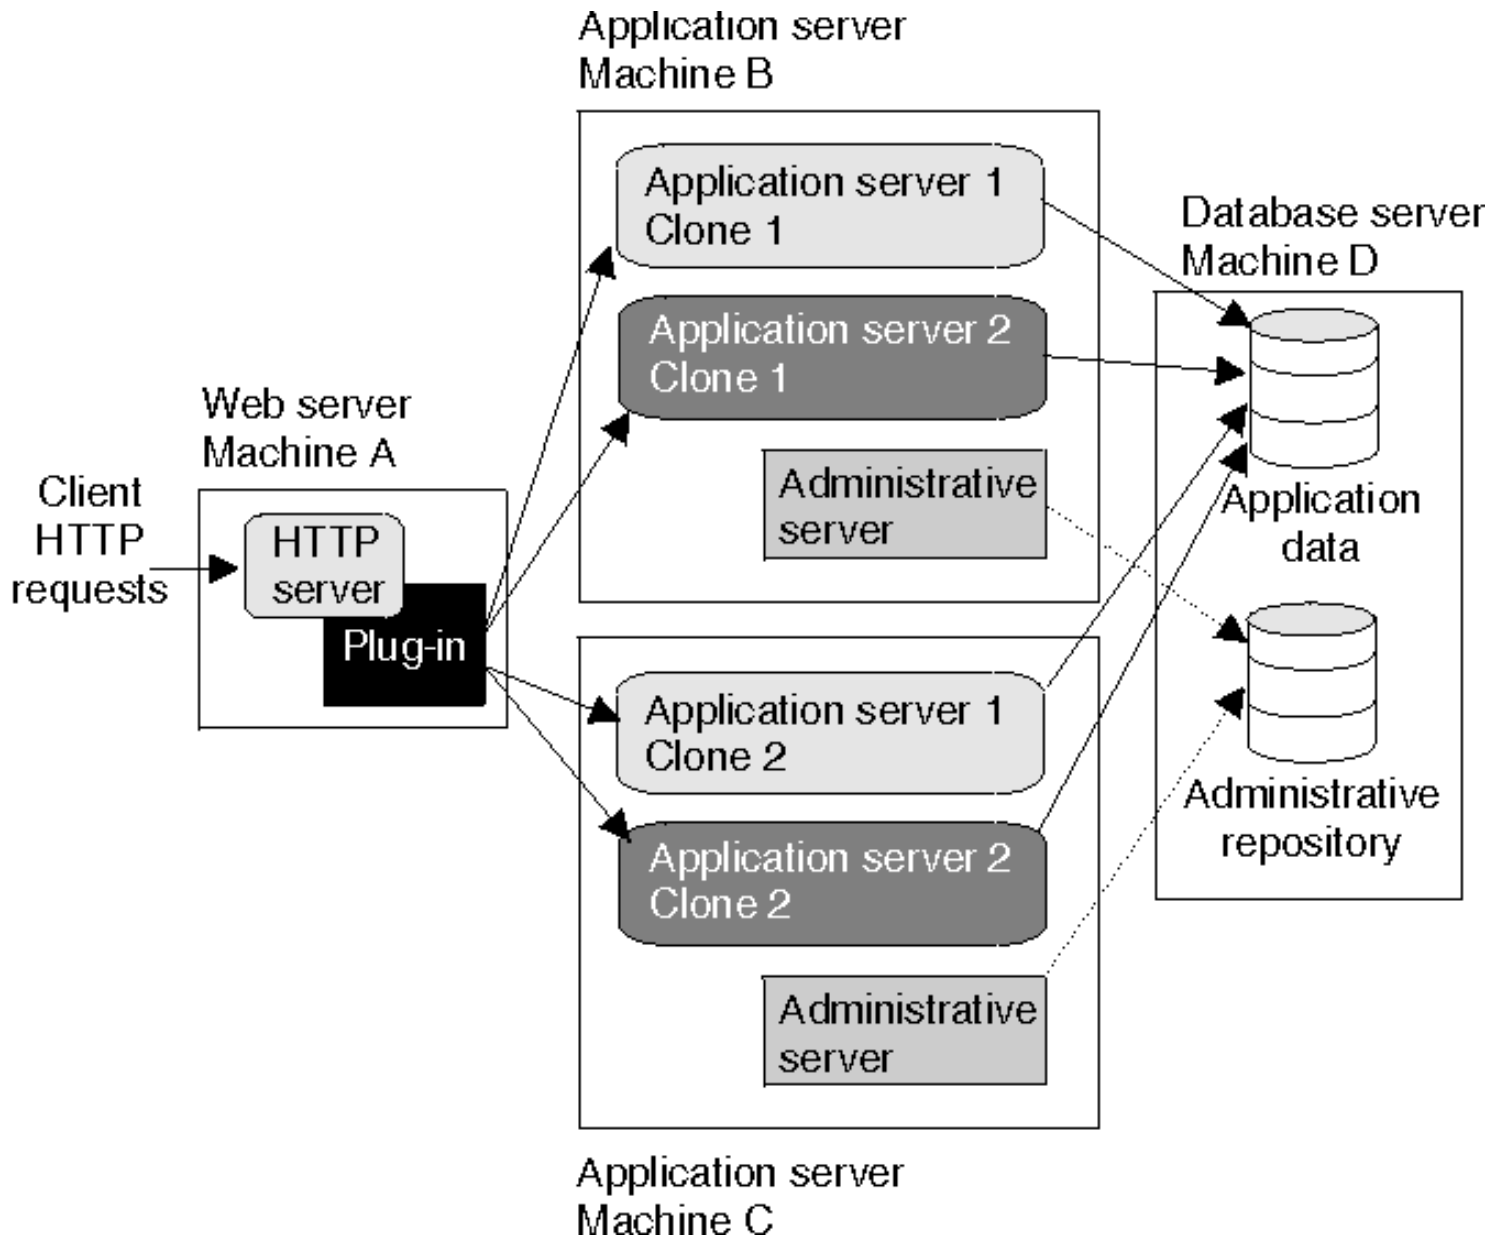 Application server
Machine B
Application server 1
Clone 1
Application server 2
Clone 1
Administrative
server
Database server
Machine D
Application
data
Administrative
repository
Web server
Machine A
Client
HTTP
requests
HTTP
server
Plug-in
Application server 1
Clone 2
Application server 2
Clone 2
Administrative
server
Application server
Machine C